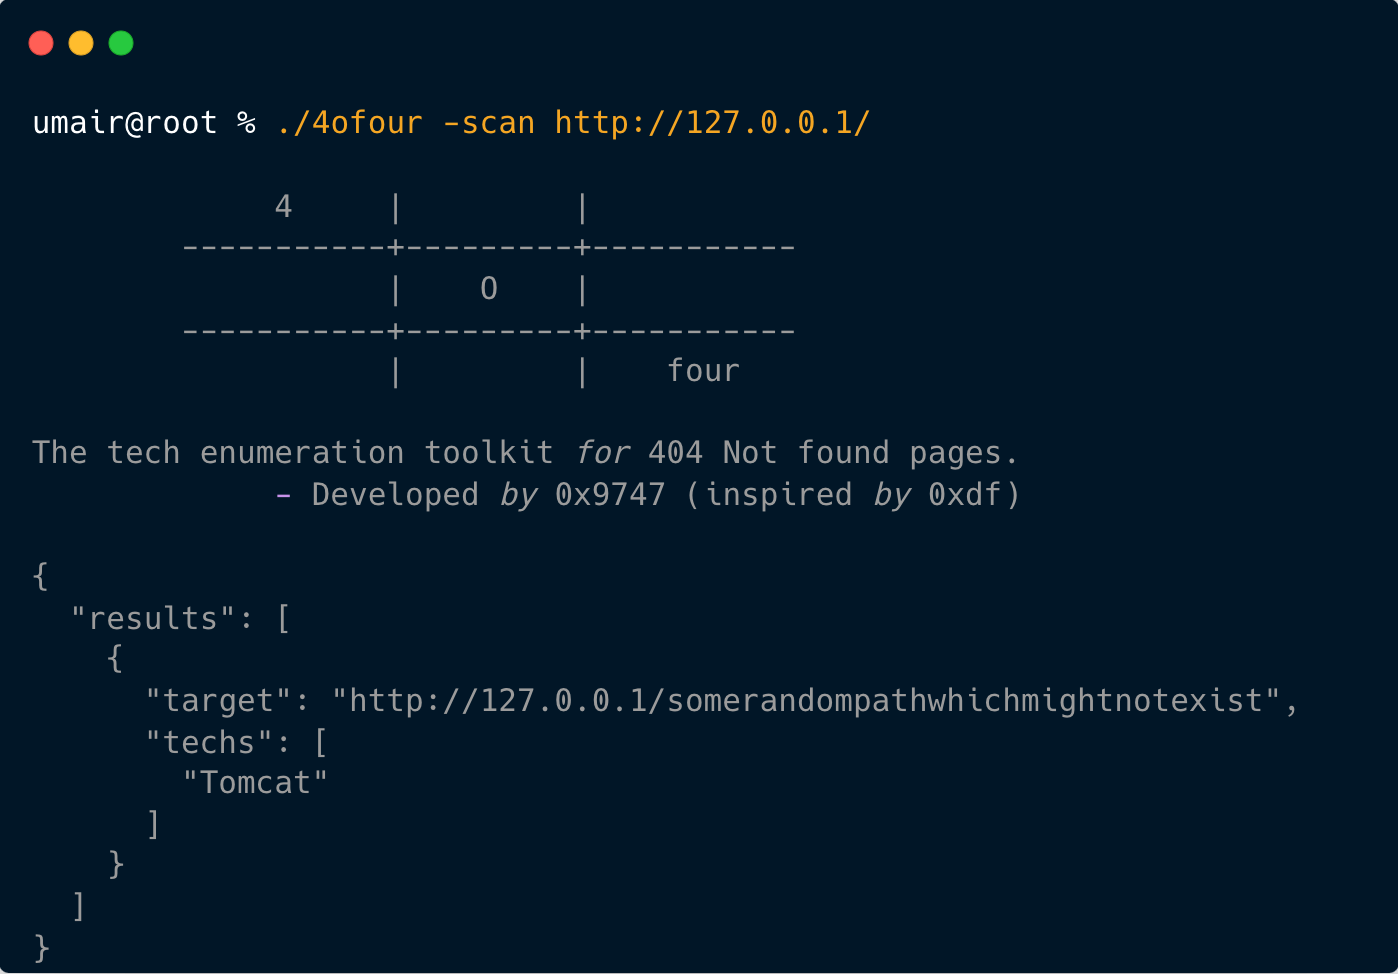 umair@root % ./4ofour -scan http://127.0.0.1/
4 | |
-----------+---------+-----------
| O |
-----------+---------+-----------
| | four
The tech enumeration toolkit for 404 Not found pages.
- Developed by 0x9747 (inspired by 0xdf)
{
"results": [
{
"target": "http://127.0.0.1/somerandompathwhichmightnotexist",
"techs": [
"Tomcat"
]
}
]
}